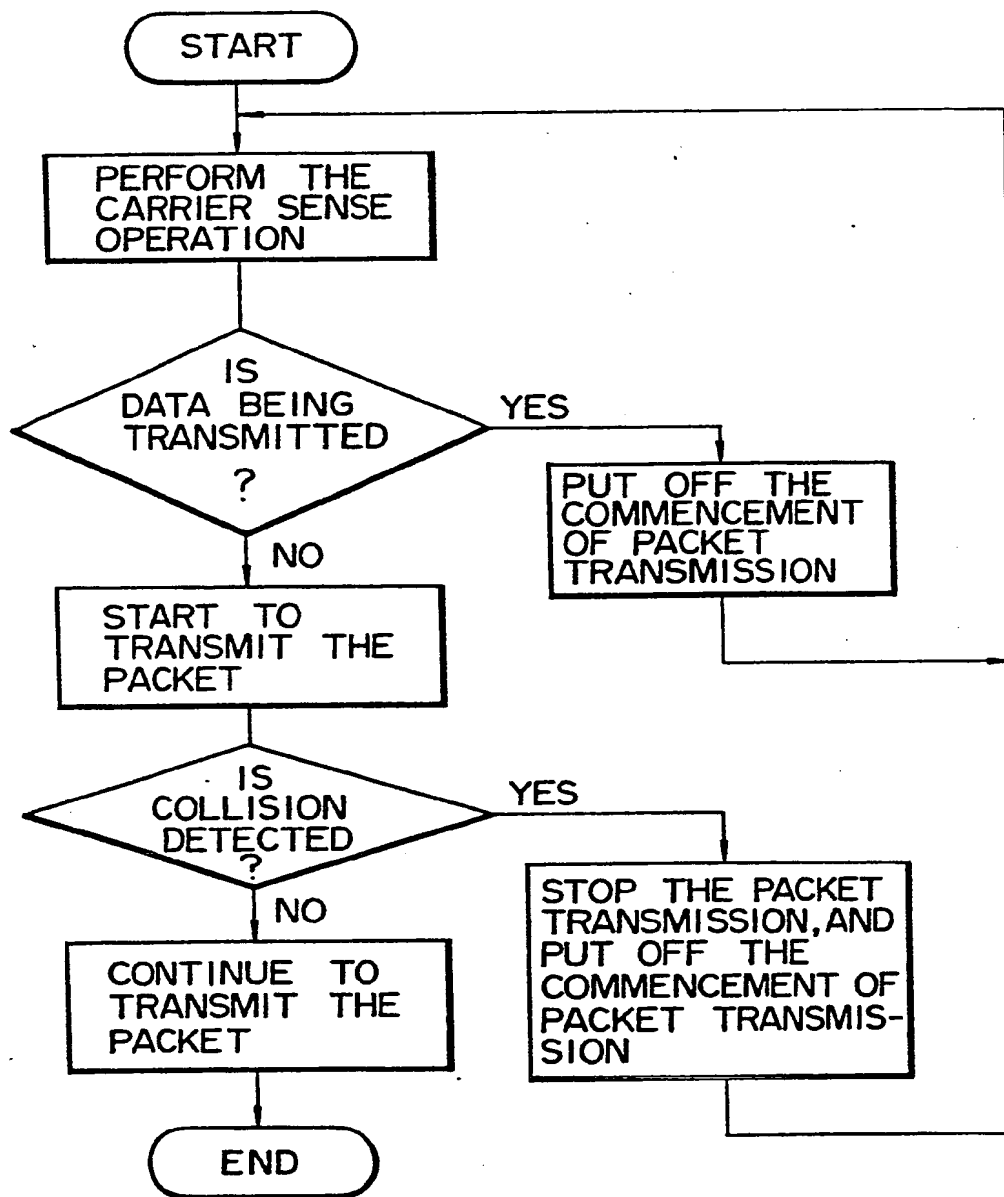 START
PERFORM THE
CARRIER SENSE
OPERATION
IS
DATA BEING
TRANSMITTED
?
YES
PUT OFF THE
COMMENCEMENT
OF PACKET
TRANSMISSION
NO
START TO
TRANSMIT THE
PACKET
IS
COLLISION
DETECTED
?
YES
STOP THE PACKET
TRANSMISSION, AND
PUT OFF THE
COMMENCEMENT OF
PACKET TRANSMIS-
SION
NO
CONTINUE TO
TRANSMIT THE
PACKET
END